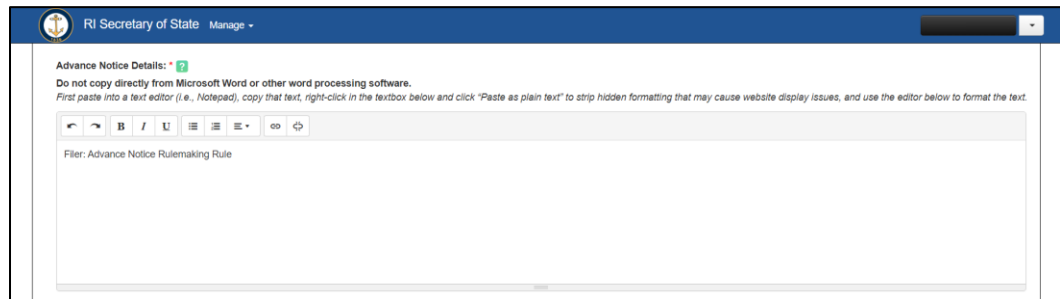 RI Secretary of State Manage
Advance Notice Details: * ?
Do not copy directly from Microsoft Word or other word processing software.
First paste into a text editor (i.e., Notepad), copy that text, right-click in the textbox below and click “Paste as plain text” to strip hidden formatting that may cause website display issues, and use the editor below to format the text.
B I U
Filer: Advance Notice Rulemaking Rule